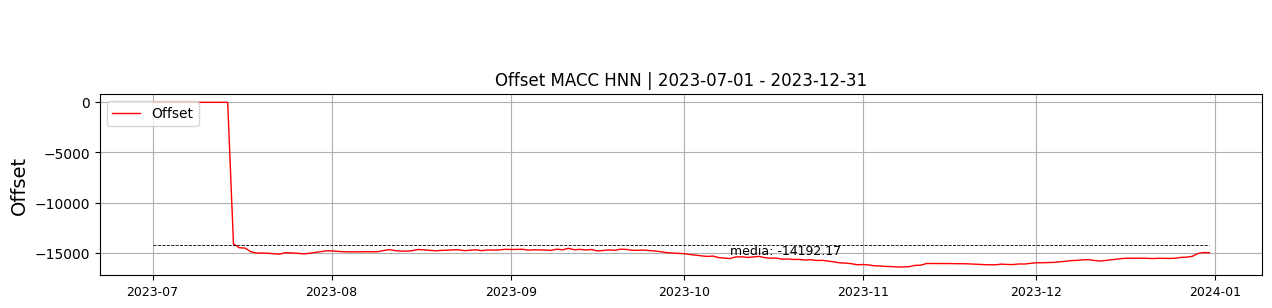 Offset MACC HNN | 2023-07-01 - 2023-12-31
Offset
Offset
0
−5000
−10000
−15000
media: -14192.17
2023-07
2023-08
2023-09
2023-10
2023-11
2023-12
2024-01